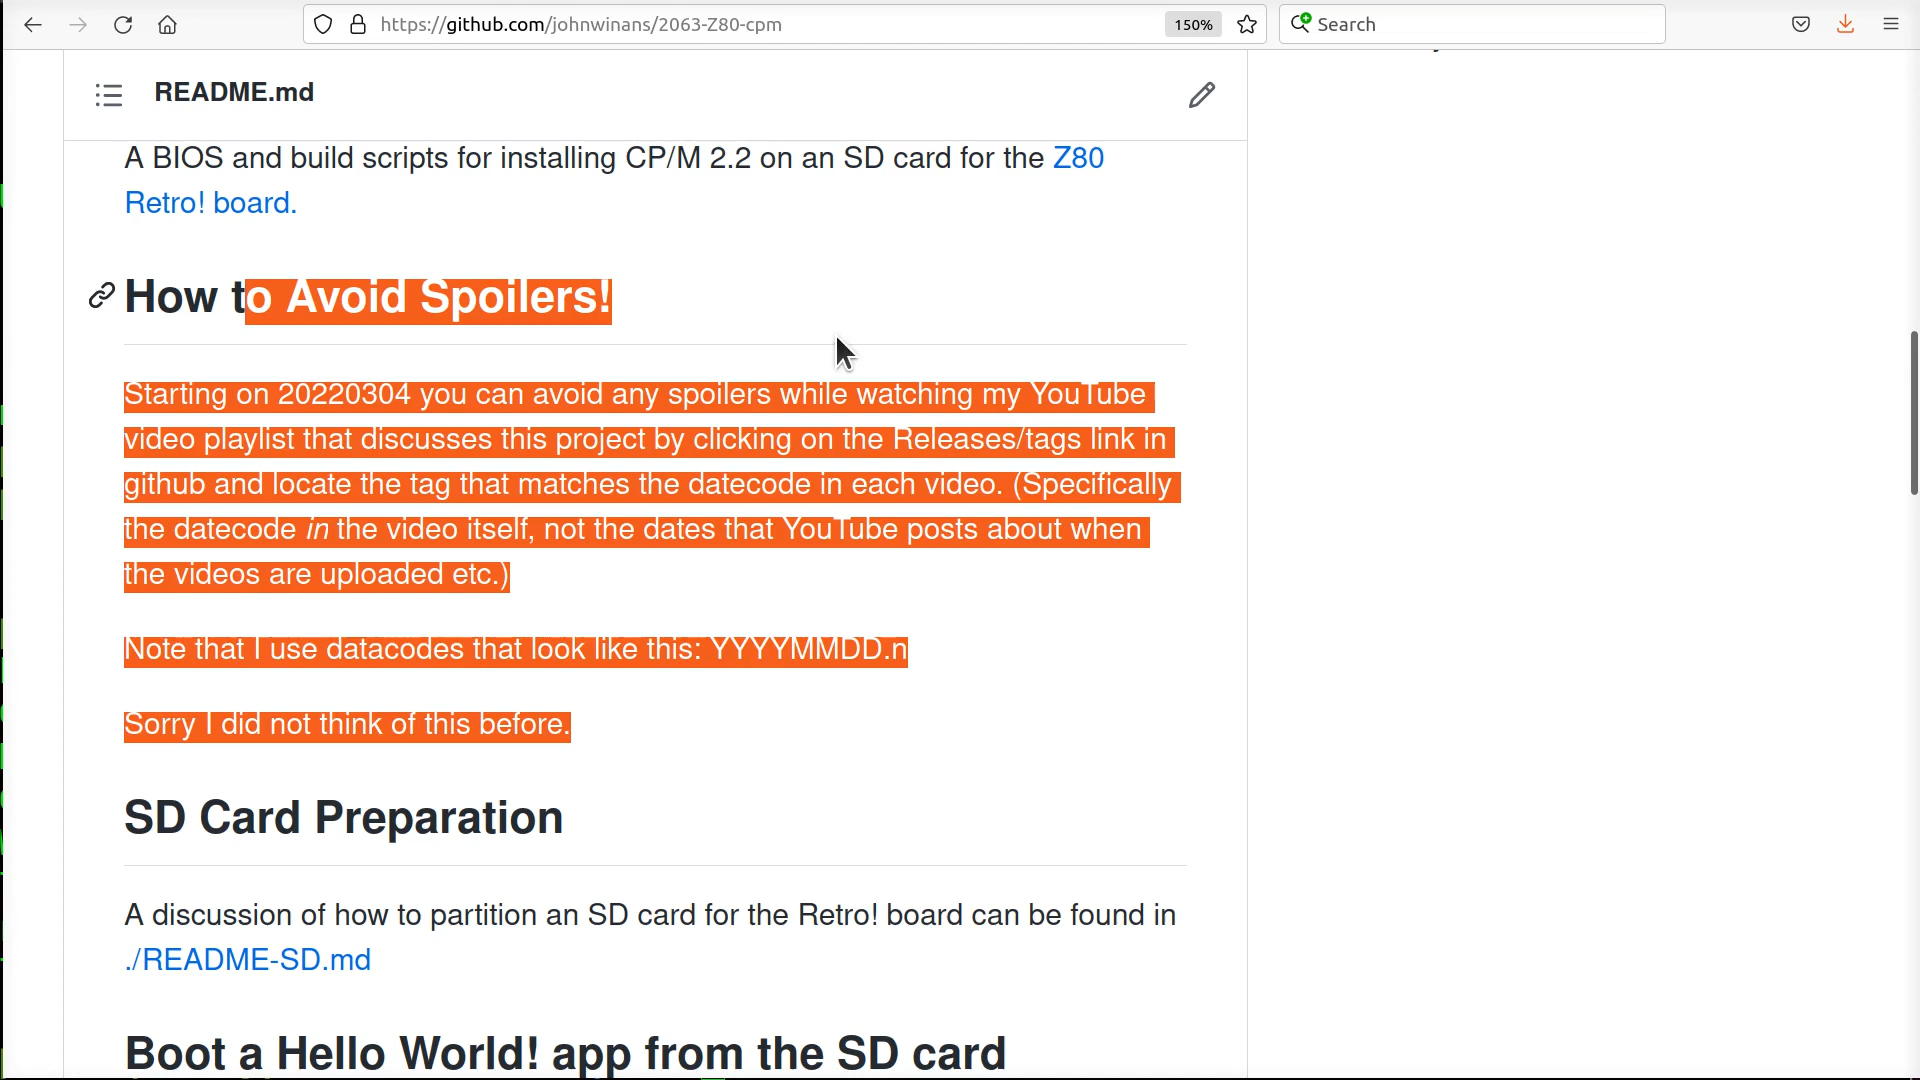 https://github.com/johnwinans/2063-Z80-cpm
150%
Search
README.md
A BIOS and build scripts for installing CP/M 2.2 on an SD card for the Z80
Retro! board.
How to Avoid Spoilers!
Starting on 20220304 you can avoid any spoilers while watching my YouTube
video playlist that discusses this project by clicking on the Releases/tags link in
github and locate the tag that matches the datecode in each video. (Specifically
the datecode in the video itself, not the dates that YouTube posts about when
the videos are uploaded etc.)
Note that I use datacodes that look like this: YYYYMMDD.n
Sorry I did not think of this before.
SD Card Preparation
A discussion of how to partition an SD card for the Retro! board can be found in
./README-SD.md
Boot a Hello World! app from the SD card